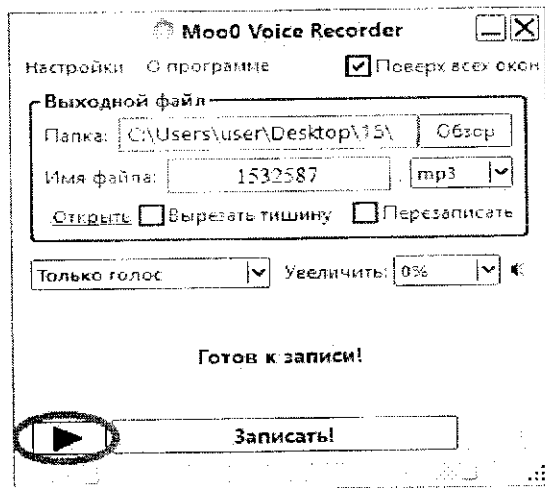 Moo0 Voice Recorder
Настройки О программе Поверх всех окон
Выходной файл
Папка: C:\Users\user\Desktop\15\ Обзор
Имя файла: 1532587 . mp3
Открыть Вырезать тишину Перезаписать
Только голос Увеличить: 0%
Готов к записи!
Записать!